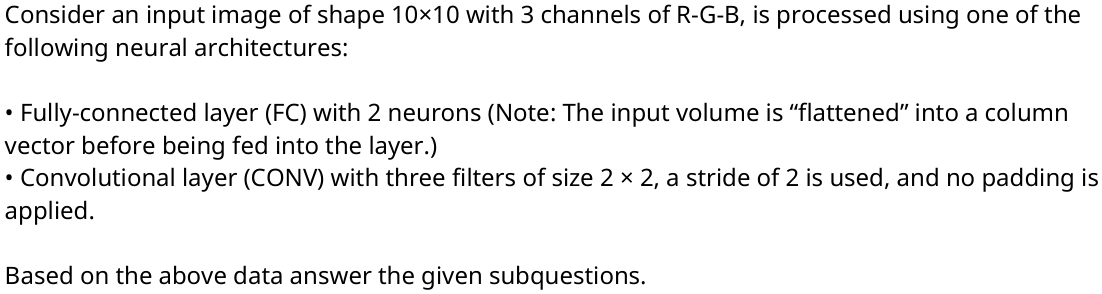 Consider an input image of shape 10×10 with 3 channels of R-G-B, is processed using one of the
following neural architectures:
• Fully-connected layer (FC) with 2 neurons (Note: The input volume is “flattened” into a column
vector before being fed into the layer.)
• Convolutional layer (CONV) with three filters of size 2 × 2, a stride of 2 is used, and no padding is
applied.
Based on the above data answer the given subquestions.